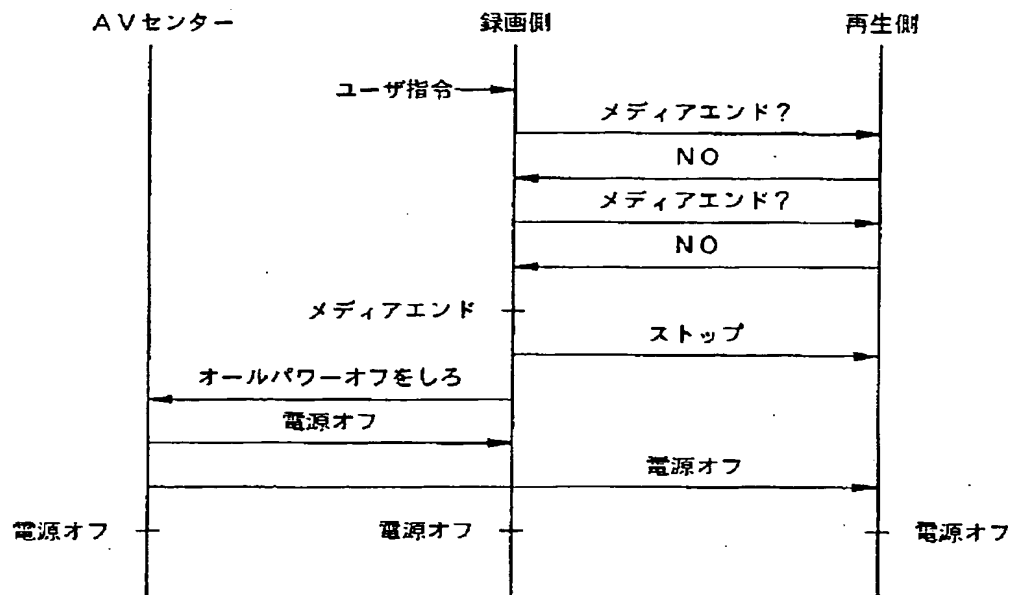 AVセンター 録画側 再生側
ユーザ指令
メディアエンド?
NO
メディアエンド?
NO
メディアエンド
ストップ
オールパワーオフをしろ
電源オフ
電源オフ
電源オフ 電源オフ 電源オフ